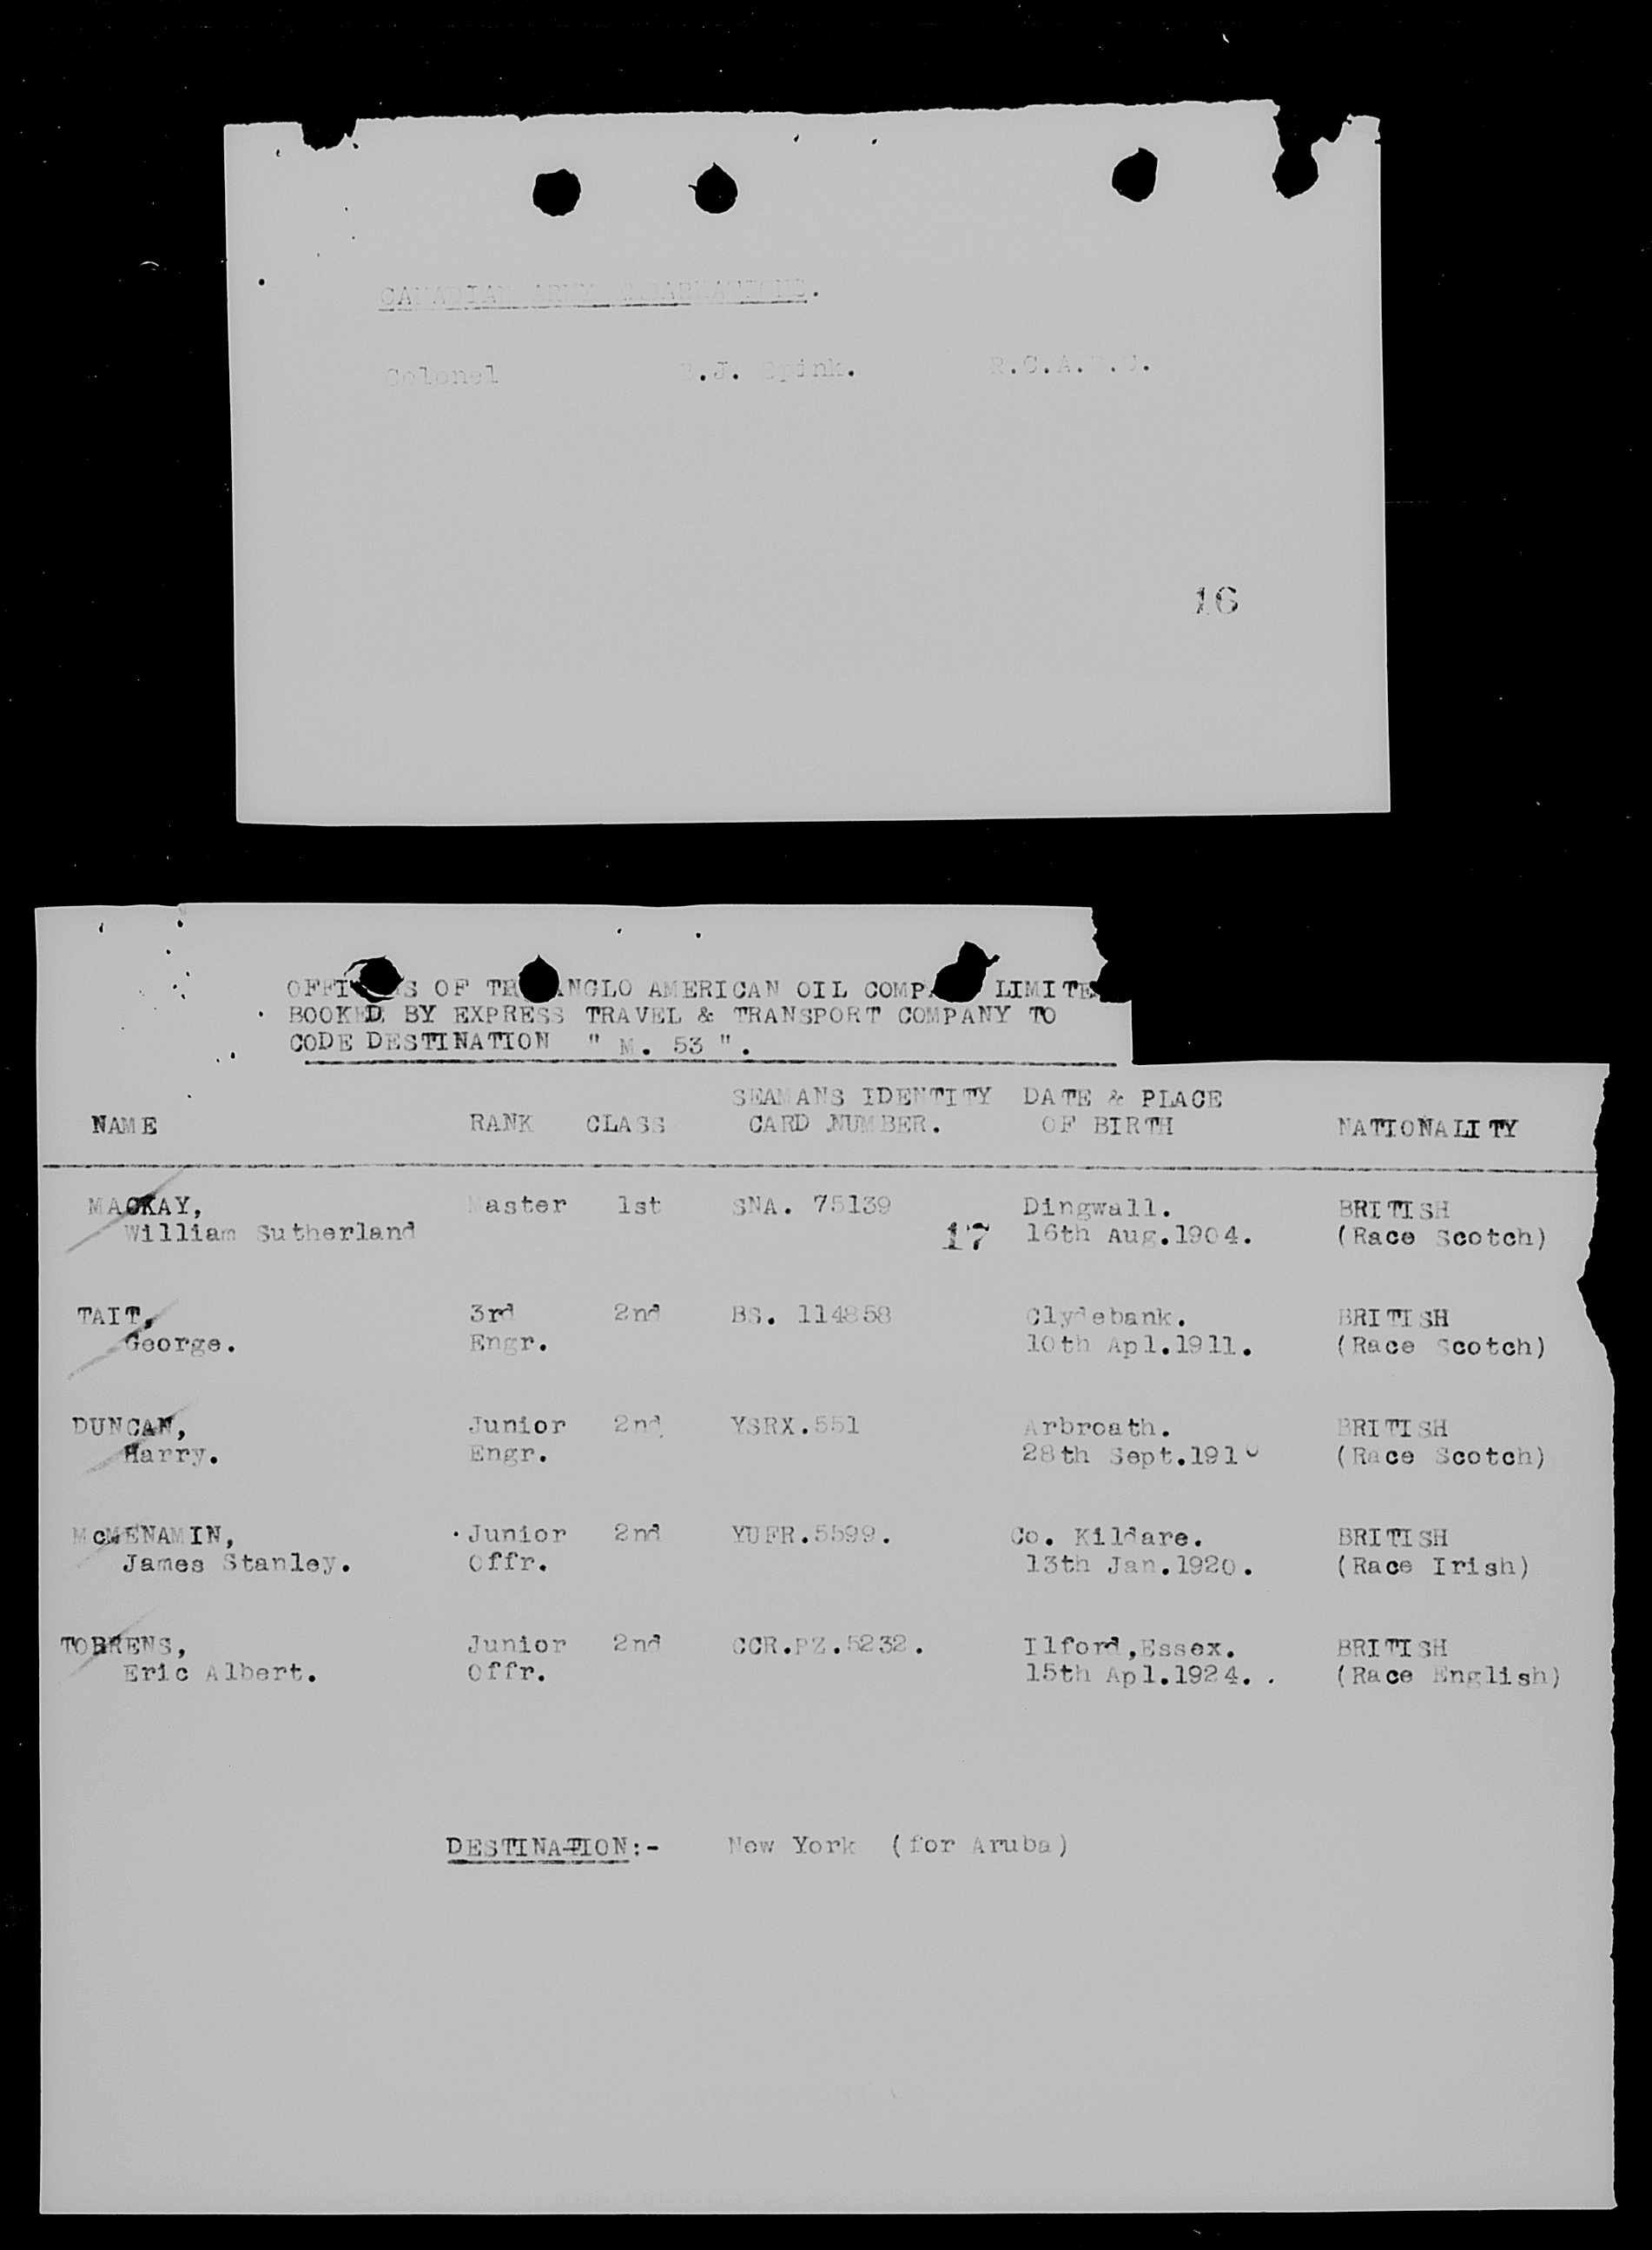 CANADIAN ARMY
Colonel .J. Spink. R.C.A.
16
OF ANGLO AMERICAN OIL
BOOKED BY EXPRESS TRAVEL & TRANSPORT COMPANY TO
CODE DESTINATION " M. 53 ".
SEAMANS IDENTITY DATE & PLACE
NAME RANK CLASS CARD NUMBER. OF BIRTH NATIONALITY
MACKAY, Master 1st SNA. 75139 Dingwall. BRITISH
William Sutherland 17 16th Aug.1904. (Race Scotch)
TAIT, 3rd 2nd BS. 114858 Clydebank. BRITISH
George. Engr. 10th Apl.1911. (Race Scotch)
DUNCAN, Junior 2nd YSRX.551 Arbroath. BRITISH
Harry. Engr. 28th Sept. (Race Scotch)
McMENAMIN, Junior 2nd YUFR.5599. Co. Kildare. BRITISH
James Stanley. Offr. 13th Jan.1920. (Race Irish)
TORRENS, Junior 2nd CCR.PZ.5232. Ilford,Essex. BRITISH
Eric Albert. Offr. 15th Apl.1924. (Race English)
DESTINATION:- New York (for Aruba)